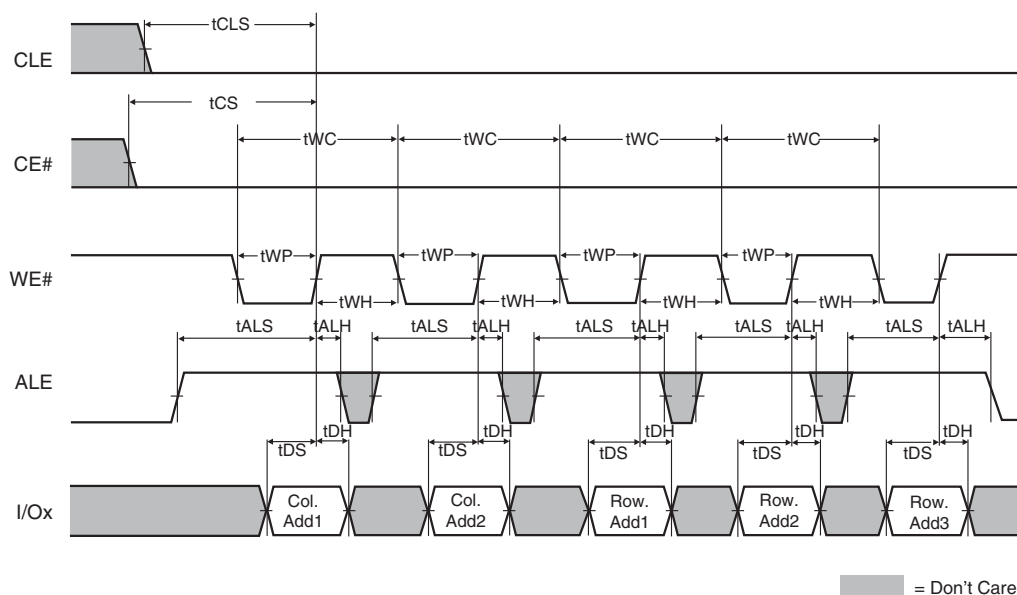 tCLS
CLE
tCS
tWC tWC tWC tWC
CE#
tWP tWP tWP tWP
WE#
tWH tWH tWH tWH
tALS tALH tALS tALH tALS tALH tALS tALH tALS tALH
ALE
tDH tDH tDH tDH tDH
tDS tDS tDS tDS tDS
I/Ox
Col. Add1
Col. Add2
Row. Add1
Row. Add2
Row. Add3
= Don't Care